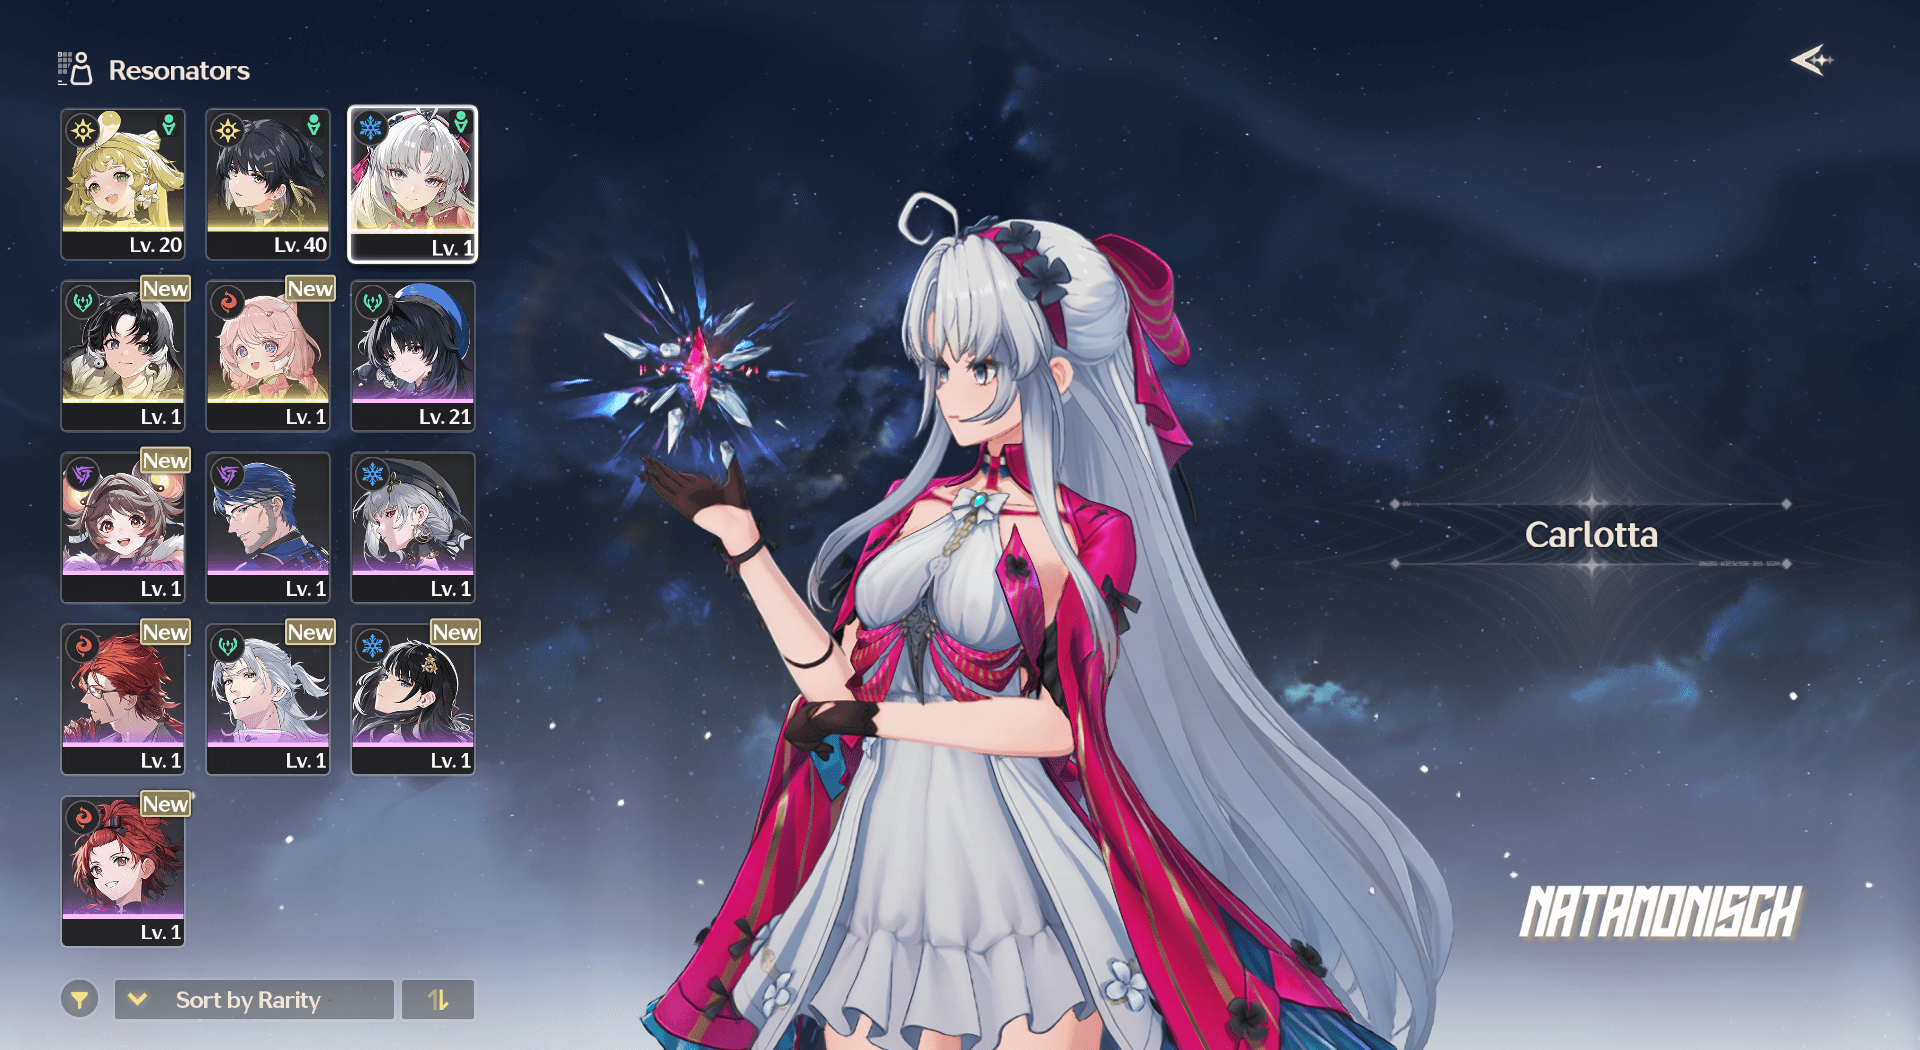 Resonators
Lv. 20
Lv. 40
Lv. 1
New
New
Lv. 1
Lv. 1
Lv. 21
New
Lv. 1
Lv. 1
Lv. 1
New
New
New
Lv. 1
Lv. 1
Lv. 1
New
Lv. 1
Sort by Rarity
Carlotta
NATAMONISCH